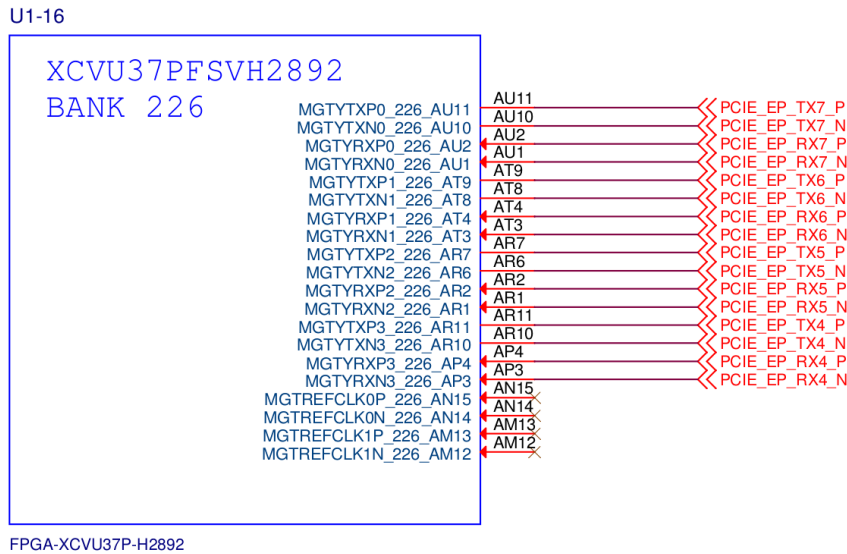 U1-16
XCVU37PFSVH2892
BANK 226
MGTYTXP0_226_AU11 AU11 PCIE_EP_TX7_P
MGTYTXN0_226_AU10 AU10 PCIE_EP_TX7_N
MGTYRXP0_226_AU2 AU2 PCIE_EP_RX7_P
MGTYRXN0_226_AU1 AU1 PCIE_EP_RX7_N
MGTYTXP1_226_AT9 AT9 PCIE_EP_TX6_P
MGTYTXN1_226_AT8 AT8 PCIE_EP_TX6_N
MGTYRXP1_226_AT4 AT4 PCIE_EP_RX6_P
MGTYRXN1_226_AT3 AT3 PCIE_EP_RX6_N
MGTYTXP2_226_AR7 AR7 PCIE_EP_TX5_P
MGTYTXN2_226_AR6 AR6 PCIE_EP_TX5_N
MGTYRXP2_226_AR2 AR2 PCIE_EP_RX5_P
MGTYRXN2_226_AR1 AR1 PCIE_EP_RX5_N
MGTYTXP3_226_AR11 AR11 PCIE_EP_TX4_P
MGTYTXN3_226_AR10 AR10 PCIE_EP_TX4_N
MGTYRXP3_226_AP4 AP4 PCIE_EP_RX4_P
MGTYRXN3_226_AP3 AP3 PCIE_EP_RX4_N
MGTREFCLK0P_226_AN15 AN15
MGTREFCLK0N_226_AN14 AN14
MGTREFCLK1P_226_AM13 AM13
MGTREFCLK1N_226_AM12 AM12
FPGA-XCVU37P-H2892